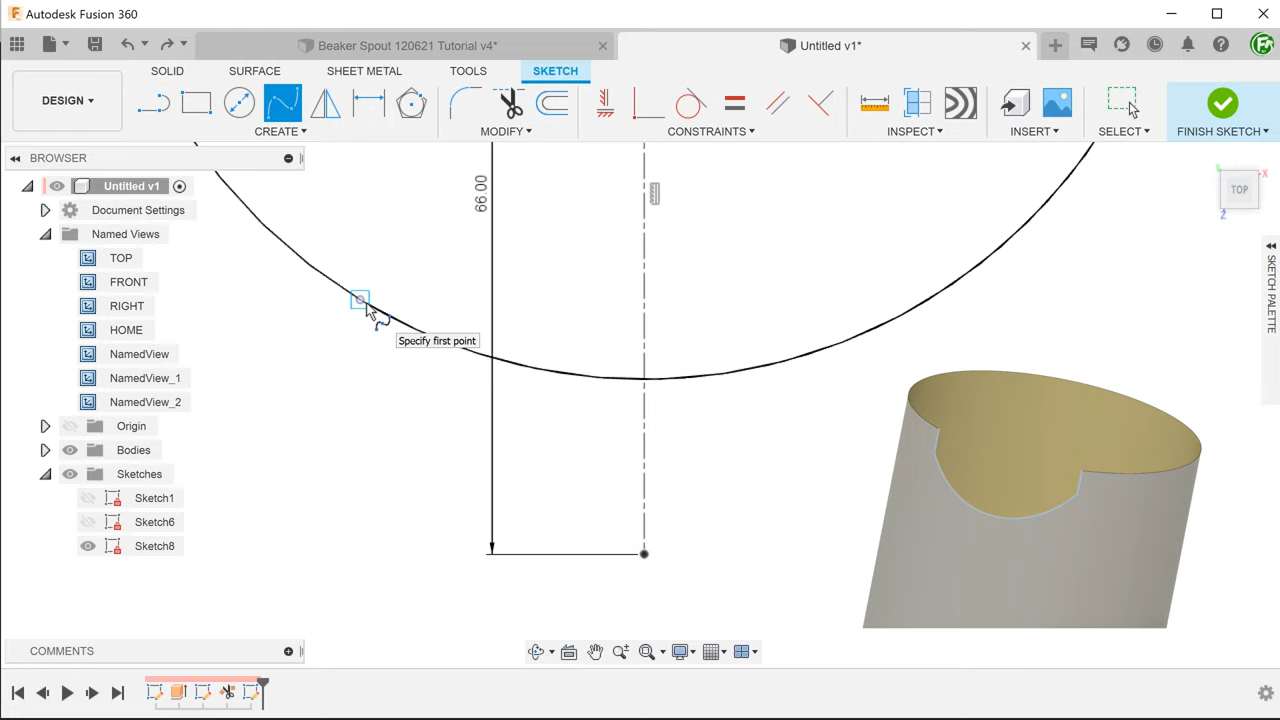 Autodesk Fusion 360
Beaker Spout 120621 Tutorial v4*
Untitled v1*
DESIGN
SOLID
SURFACE
SHEET METAL
TOOLS
SKETCH
CREATE
MODIFY
CONSTRAINTS
INSPECT
INSERT
SELECT
FINISH SKETCH
BROWSER
Untitled v1
Document Settings
Named Views
TOP
FRONT
RIGHT
HOME
NamedView
NamedView_1
NamedView_2
Origin
Bodies
Sketches
Sketch1
Sketch6
Sketch8
66.00
Specify first point
Y
X
TOP
Z
SKETCH PALETTE
COMMENTS